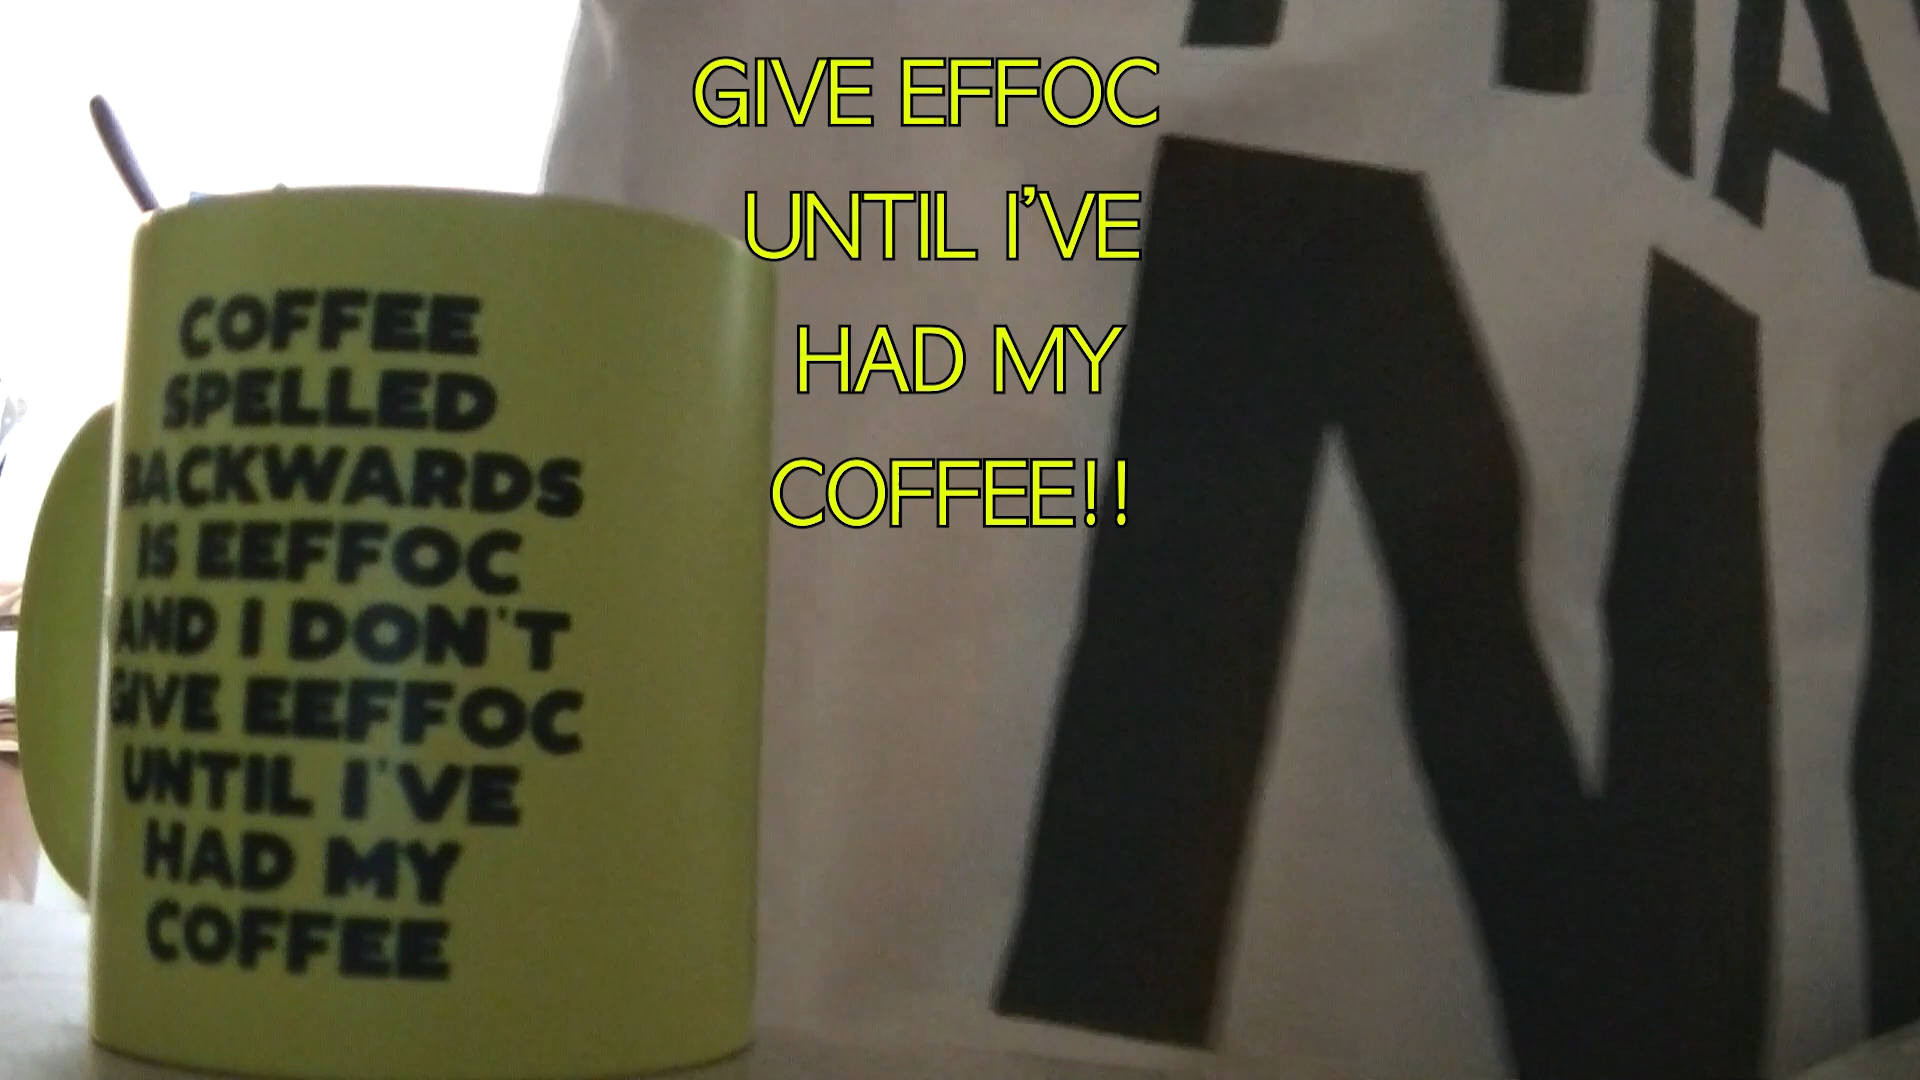 GIVE EFFOC
UNTIL I’VE
HAD MY
COFFEE!!
COFFEE
SPELLED
BACKWARDS
IS EEFFOC
AND I DON'T
GIVE EEFFOC
UNTIL I'VE
HAD MY
COFFEE